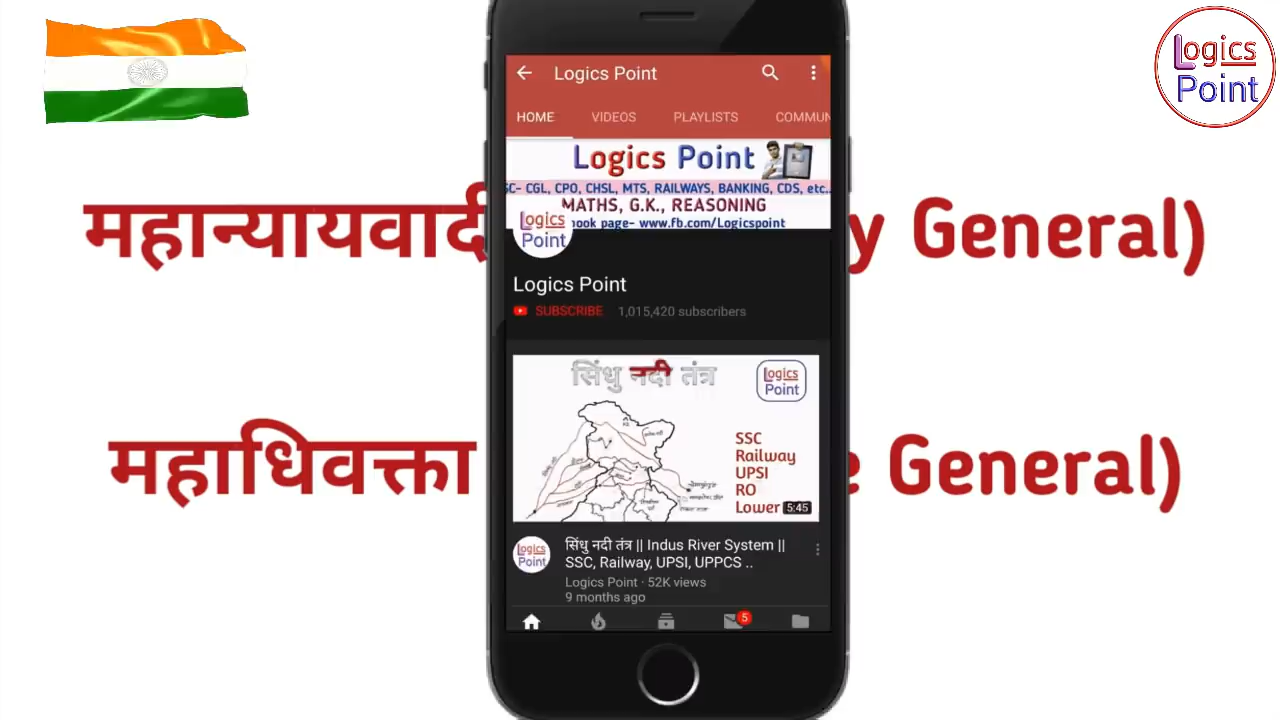 Logics
Point
Logics Point
HOME VIDEOS PLAYLISTS COMMUN
Logics Point
SC- CGL, CPO, CHSL, MTS, RAILWAYS, BANKING, CDS, etc..
MATHS, G.K., REASONING
book page- www.fb.com/Logicspoint
Logics
Point
महान्यायवादी y General)
Logics Point
SUBSCRIBE 1,015,420 subscribers
सिंधु नदी तंत्र
Logics
Point
SSC
Railway
UPSI
RO
Lower
5:45
महाधिवक्ता e General)
Logics
Point
सिंधु नदी तंत्र || Indus River System ||
SSC, Railway, UPSI, UPPCS ..
Logics Point · 52K views
9 months ago
5